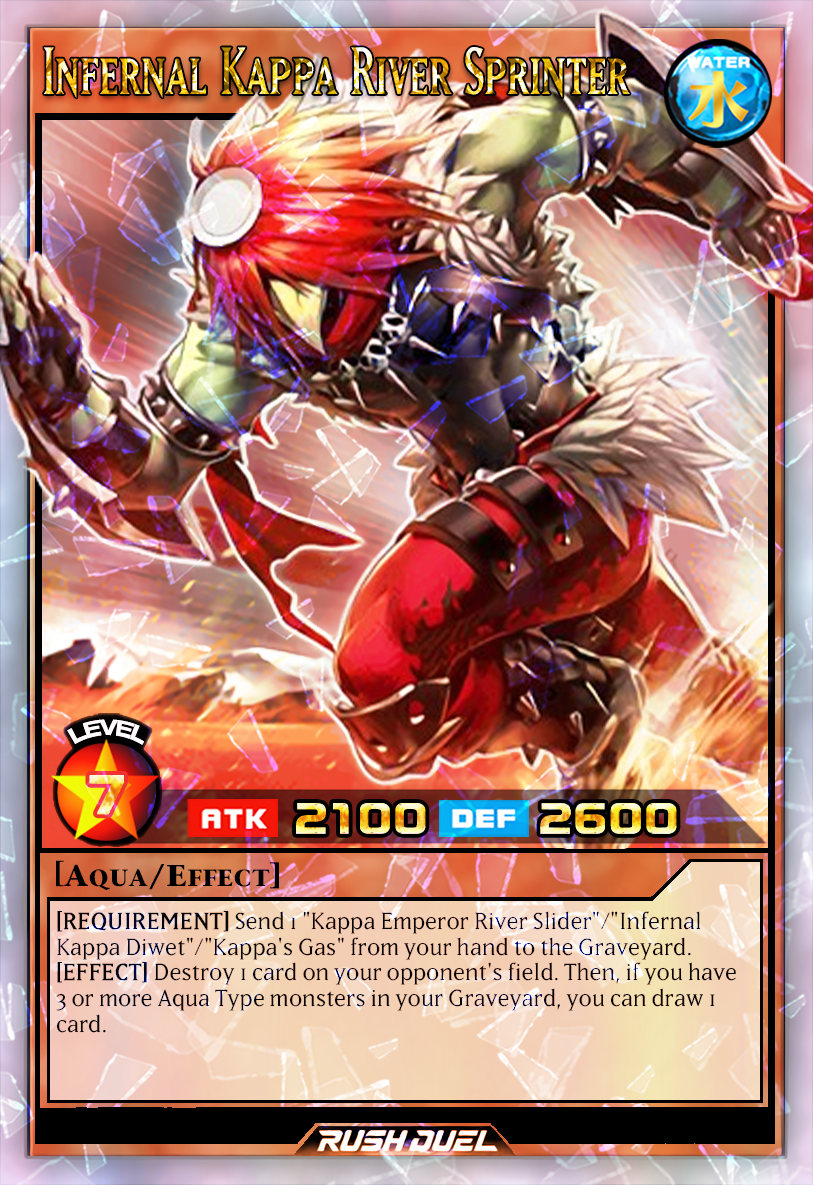 Infernal Kappa River Sprinter
WATER
水
LEVEL
7
ATK 2100 DEF 2600
[Aqua/Effect]
[REQUIREMENT] Send 1 "Kappa Emperor River Slider"/"Infernal
Kappa Diwet"/"Kappa's Gas" from your hand to the Graveyard.
[EFFECT] Destroy 1 card on your opponent's field. Then, if you have
3 or more Aqua Type monsters in your Graveyard, you can draw 1
card.
RUSH DUEL